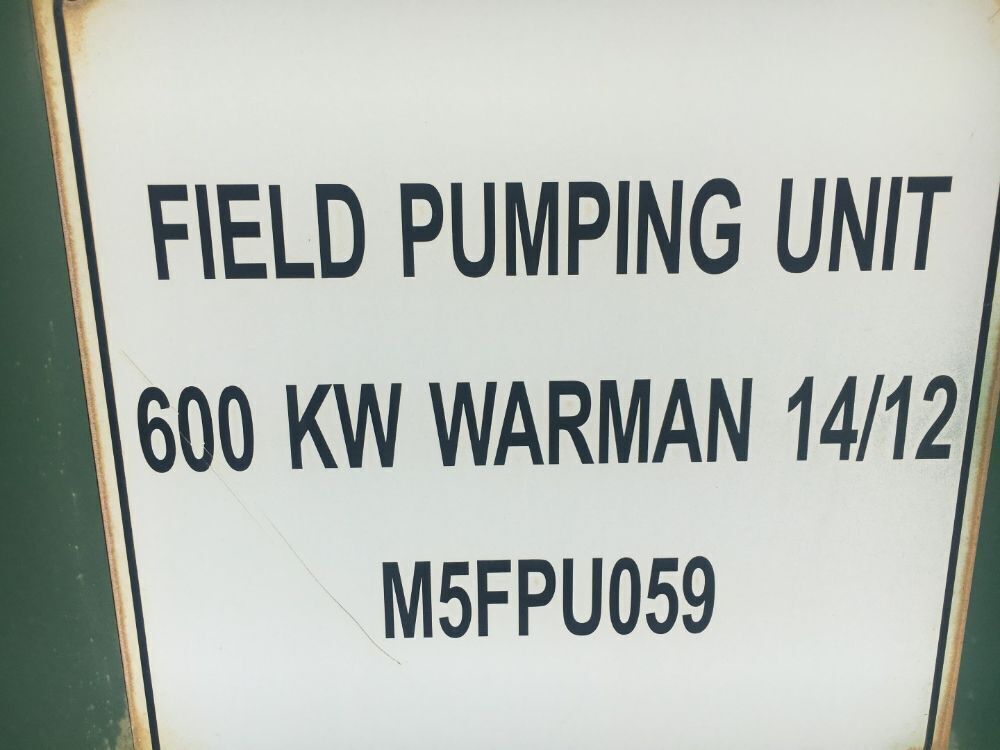 FIELD PUMPING UNIT
600 KW WARMAN 14/12
M5FPU059